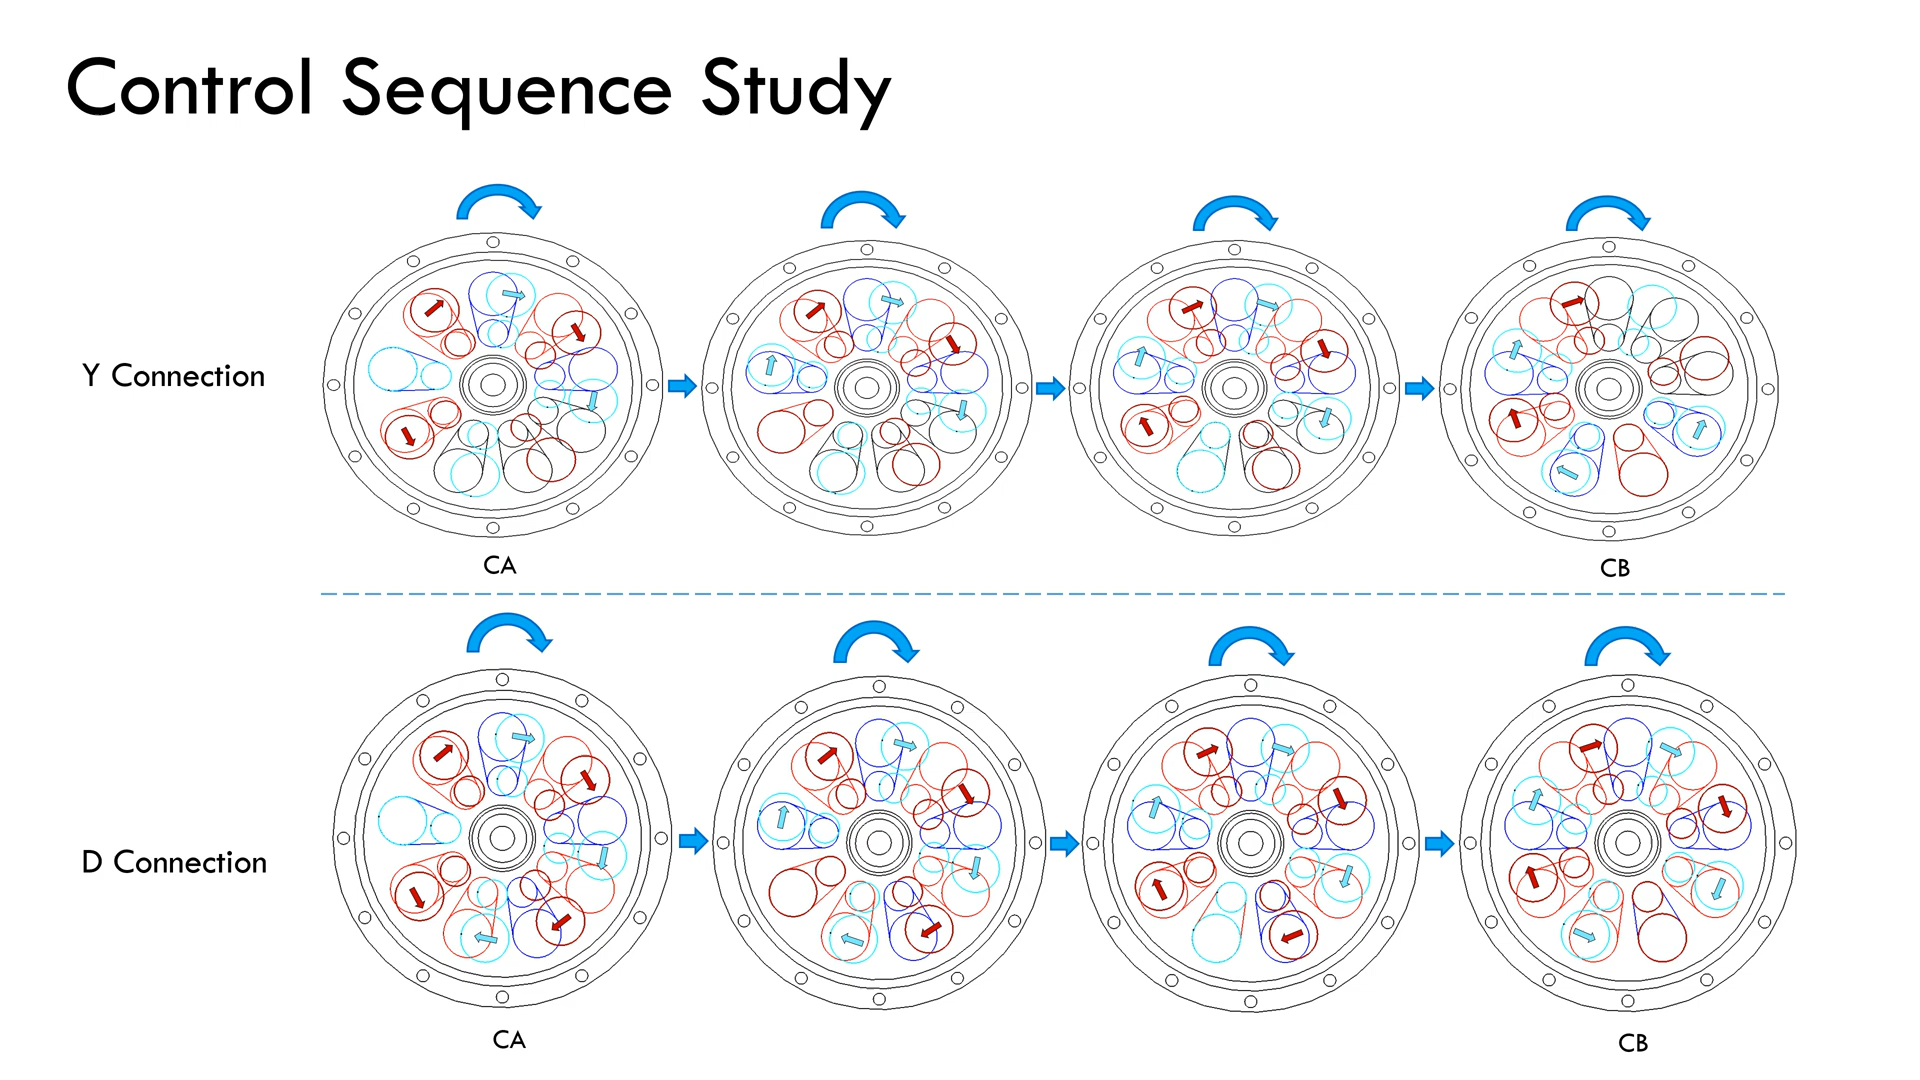 Control Sequence Study
Y Connection
CA
CB
D Connection
CA
CB